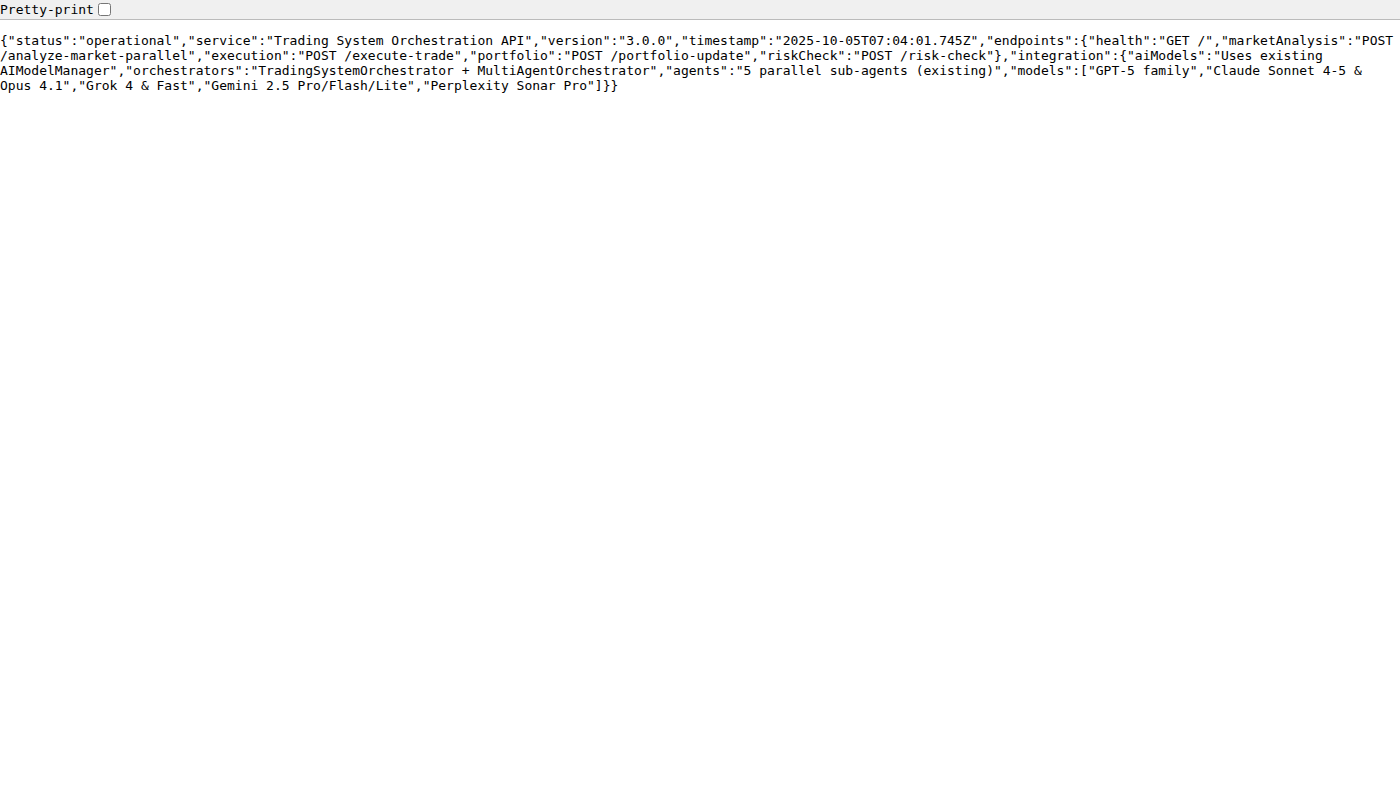 Pretty-print
{"status":"operational","service":"Trading System Orchestration API","version":"3.0.0","timestamp":"2025-10-05T07:04:01.745Z","endpoints":{"health":"GET /","marketAnalysis":"POST
/analyze-market-parallel","execution":"POST /execute-trade","portfolio":"POST /portfolio-update","riskCheck":"POST /risk-check"},"integration":{"aiModels":"Uses existing
AIModelManager","orchestrators":"TradingSystemOrchestrator + MultiAgentOrchestrator","agents":"5 parallel sub-agents (existing)","models":["GPT-5 family","Claude Sonnet 4-5 &
Opus 4.1","Grok 4 & Fast","Gemini 2.5 Pro/Flash/Lite","Perplexity Sonar Pro"]}}